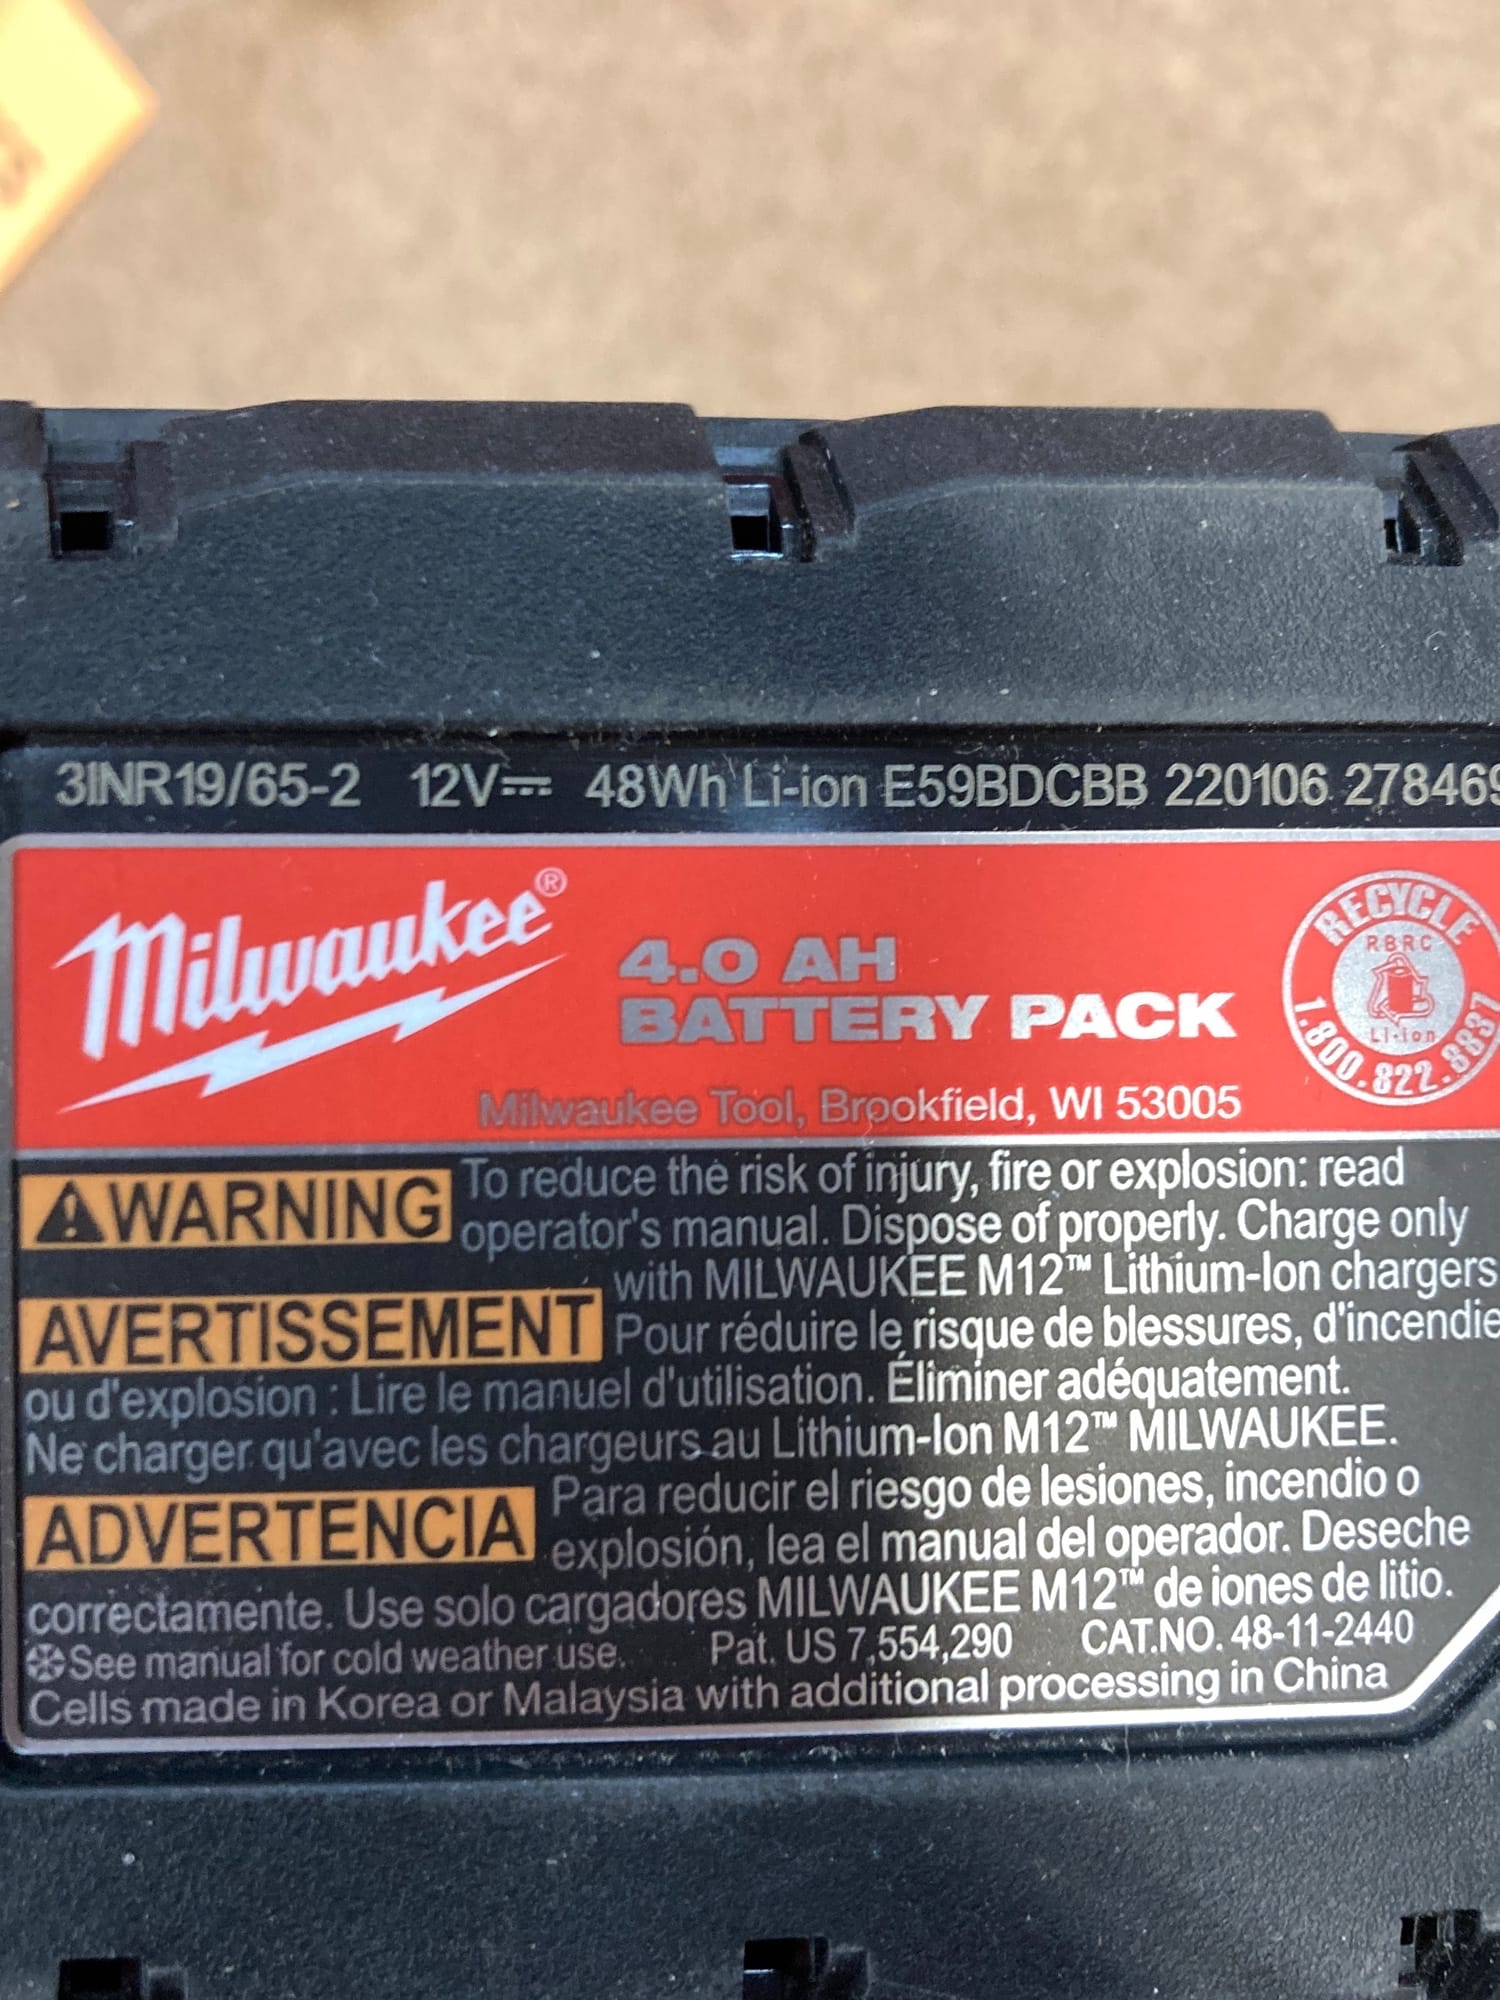 3INR19/65-2 12V 48Wh Li-ion E59BDCBB 220106 278469
Milwaukee®
4.0 AH
BATTERY PACK
Milwaukee Tool, Brookfield, WI 53005
RECYCLE
RBRC
Li-Ion
1.800.822.8837
WARNING To reduce the risk of injury, fire or explosion: read
operator's manual. Dispose of properly. Charge only
with MILWAUKEE M12™ Lithium-Ion chargers
AVERTISSEMENT Pour réduire le risque de blessures, d'incendie
ou d'explosion : Lire le manuel d'utilisation. Éliminer adéquatement.
Ne charger qu'avec les chargeurs au Lithium-Ion M12™ MILWAUKEE.
ADVERTENCIA Para reducir el riesgo de lesiones, incendio o
explosión, lea el manual del operador. Deseche
correctamente. Use solo cargadores MILWAUKEE M12™ de iones de litio.
See manual for cold weather use. Pat. US 7,554,290 CAT.NO. 48-11-2440
Cells made in Korea or Malaysia with additional processing in China